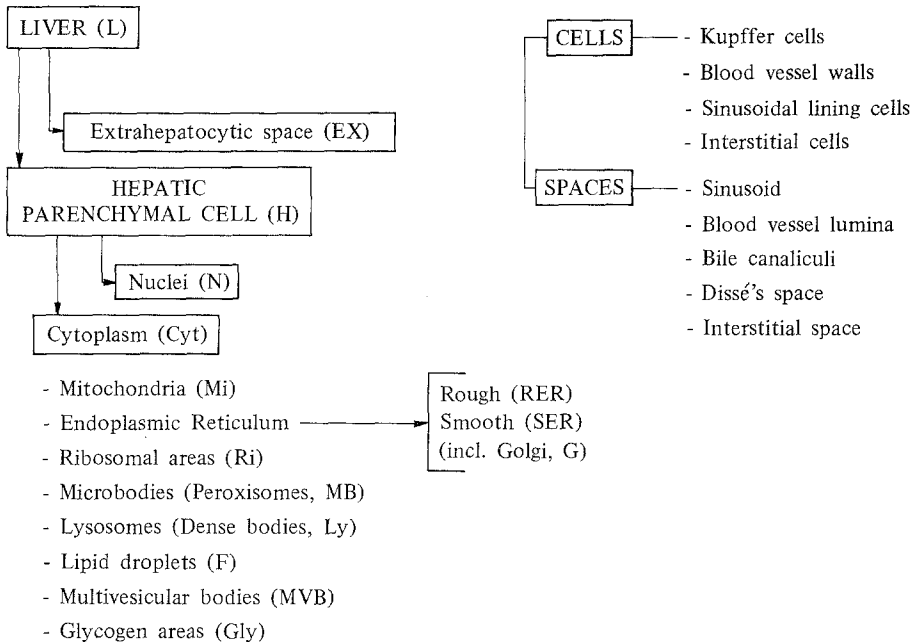 LIVER (L)
Extrahepatocytic space (EX)
HEPATIC
PARENCHYMAL CELL (H)
Nuclei (N)
Cytoplasm (Cyt)
- Mitochondria (Mi)
- Endoplasmic Reticulum
- Ribosomal areas (Ri)
- Microbodies (Peroxisomes, MB)
- Lysosomes (Dense bodies, Ly)
- Lipid droplets (F)
- Multivesicular bodies (MVB)
- Glycogen areas (Gly)
Rough (RER)
Smooth (SER)
(incl. Golgi, G)
CELLS
- Kupffer cells
- Blood vessel walls
- Sinusoidal lining cells
- Interstitial cells
SPACES
- Sinusoid
- Blood vessel lumina
- Bile canaliculi
- Dissé's space
- Interstitial space